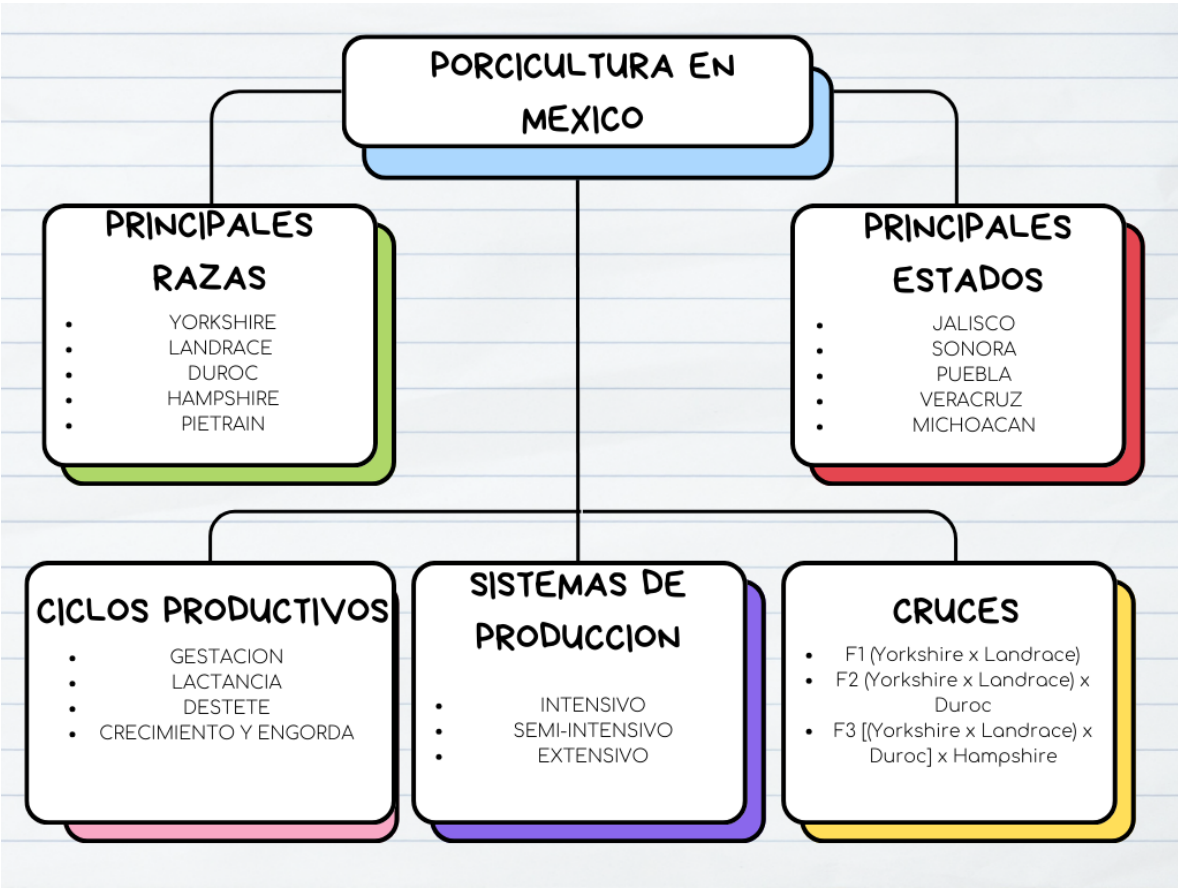 PORCICULTURA EN
MEXICO
PRINCIPALES
RAZAS
• YORKSHIRE
• LANDRACE
• DUROC
• HAMPSHIRE
• PIETRAIN
PRINCIPALES
ESTADOS
• JALISCO
• SONORA
• PUEBLA
• VERACRUZ
• MICHOACAN
CICLOS PRODUCTIVOS
• GESTACION
• LACTANCIA
• DESTETE
• CRECIMIENTO Y ENGORDA
SISTEMAS DE
PRODUCCION
• INTENSIVO
• SEMI-INTENSIVO
• EXTENSIVO
CRUCES
• F1 (Yorkshire x Landrace)
• F2 (Yorkshire x Landrace) x
Duroc
• F3 [(Yorkshire x Landrace) x
Duroc] x Hampshire